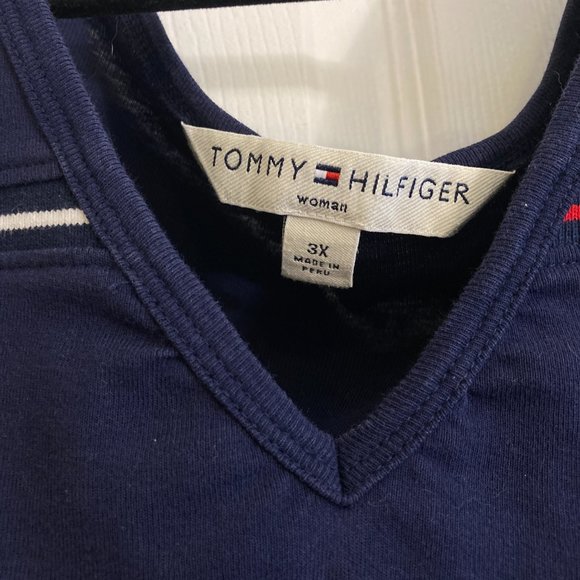 TOMMY HILFIGER
woman
3X
MADE IN
PERU